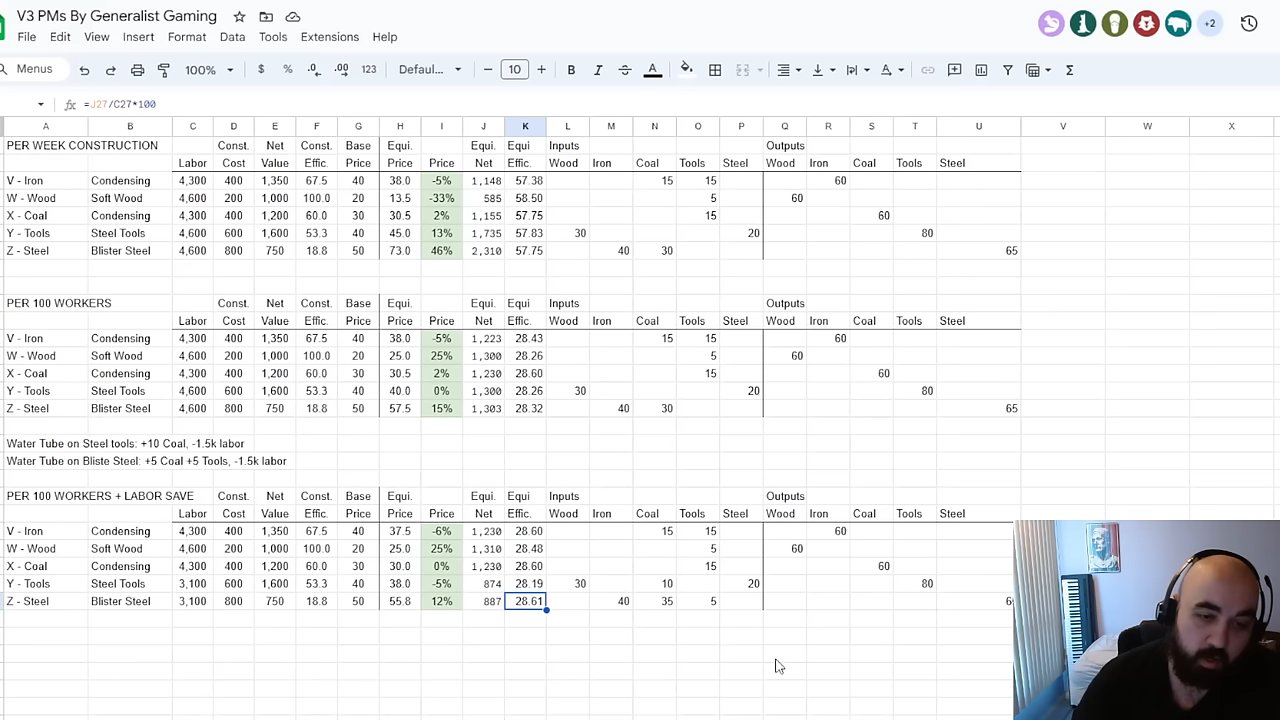 V3 PMs By Generalist Gaming
File Edit View Insert Format Data Tools Extensions Help
+2
Menus 100% $ % .0 .00 123 Defaul... − 10 + B I A Σ
fx =J27/C27*100
A B C D E F G H I J K L M N O P Q R S T U V W X
PER WEEK CONSTRUCTION Const. Net Const. Base Equi. Equi. Equi Inputs Outputs
Labor Cost Value Effic. Price Price Price Net Effic. Wood Iron Coal Tools Steel Wood Iron Coal Tools Steel
V - Iron Condensing 4,300 400 1,350 67.5 40 38.0 -5% 1,148 57.38 15 15 60
W - Wood Soft Wood 4,600 200 1,000 100.0 20 13.5 -33% 585 58.50 5 60
X - Coal Condensing 4,300 400 1,200 60.0 30 30.5 2% 1,155 57.75 15 60
Y - Tools Steel Tools 4,600 600 1,600 53.3 40 45.0 13% 1,735 57.83 30 20 80
Z - Steel Blister Steel 4,600 800 750 18.8 50 73.0 46% 2,310 57.75 40 30 65
PER 100 WORKERS Const. Net Const. Base Equi. Equi. Equi Inputs Outputs
Labor Cost Value Effic. Price Price Price Net Effic. Wood Iron Coal Tools Steel Wood Iron Coal Tools Steel
V - Iron Condensing 4,300 400 1,350 67.5 40 38.0 -5% 1,223 28.43 15 15 60
W - Wood Soft Wood 4,600 200 1,000 100.0 20 25.0 25% 1,300 28.26 5 60
X - Coal Condensing 4,300 400 1,200 60.0 30 30.5 2% 1,230 28.60 15 60
Y - Tools Steel Tools 4,600 600 1,600 53.3 40 40.0 0% 1,300 28.26 30 20 80
Z - Steel Blister Steel 4,600 800 750 18.8 50 57.5 15% 1,303 28.32 40 30 65
Water Tube on Steel tools: +10 Coal, -1.5k labor
Water Tube on Bliste Steel: +5 Coal +5 Tools, -1.5k labor
PER 100 WORKERS + LABOR SAVE Const. Net Const. Base Equi. Equi. Equi Inputs Outputs
Labor Cost Value Effic. Price Price Price Net Effic. Wood Iron Coal Tools Steel Wood Iron Coal Tools Steel
V - Iron Condensing 4,300 400 1,350 67.5 40 37.5 -6% 1,230 28.60 15 15 60
W - Wood Soft Wood 4,600 200 1,000 100.0 20 25.0 25% 1,310 28.48 5 60
X - Coal Condensing 4,300 400 1,200 60.0 30 30.0 0% 1,230 28.60 15 60
Y - Tools Steel Tools 3,100 600 1,600 53.3 40 38.0 -5% 874 28.19 30 10 20 80
Z - Steel Blister Steel 3,100 800 750 18.8 50 55.8 12% 887 28.61 40 35 5